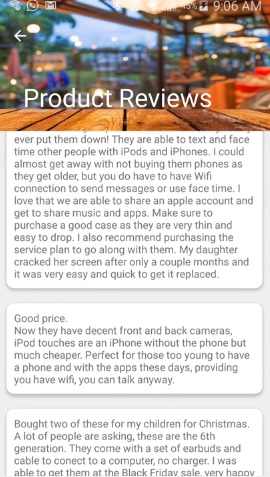 45% 9:06 AM
Product Reviews
ever put them down! They are able to text and face
time other people with iPods and iPhones. I could
almost get away with not buying them phones as
they get older, but you do have to have Wifi
connection to send messages or use face time. I
love that we are able to share an apple account and
get to share music and apps. Make sure to
purchase a good case as they are very thin and
easy to drop. I also recommend purchasing the
service plan to go along with them. My daughter
cracked her screen after only a couple months and
it was very easy and quick to get it replaced.
Good price.
Now they have decent front and back cameras,
iPod touches are an iPhone without the phone but
much cheaper. Perfect for those too young to have
a phone and with the apps these days, providing
you have wifi, you can talk anyway.
Bought two of these for my children for Christmas.
A lot of people are asking, these are the 6th
generation. They come with a set of earbuds and
cable to conect to a computer, no charger. I was
able to get them at the Black Friday sale, very happy